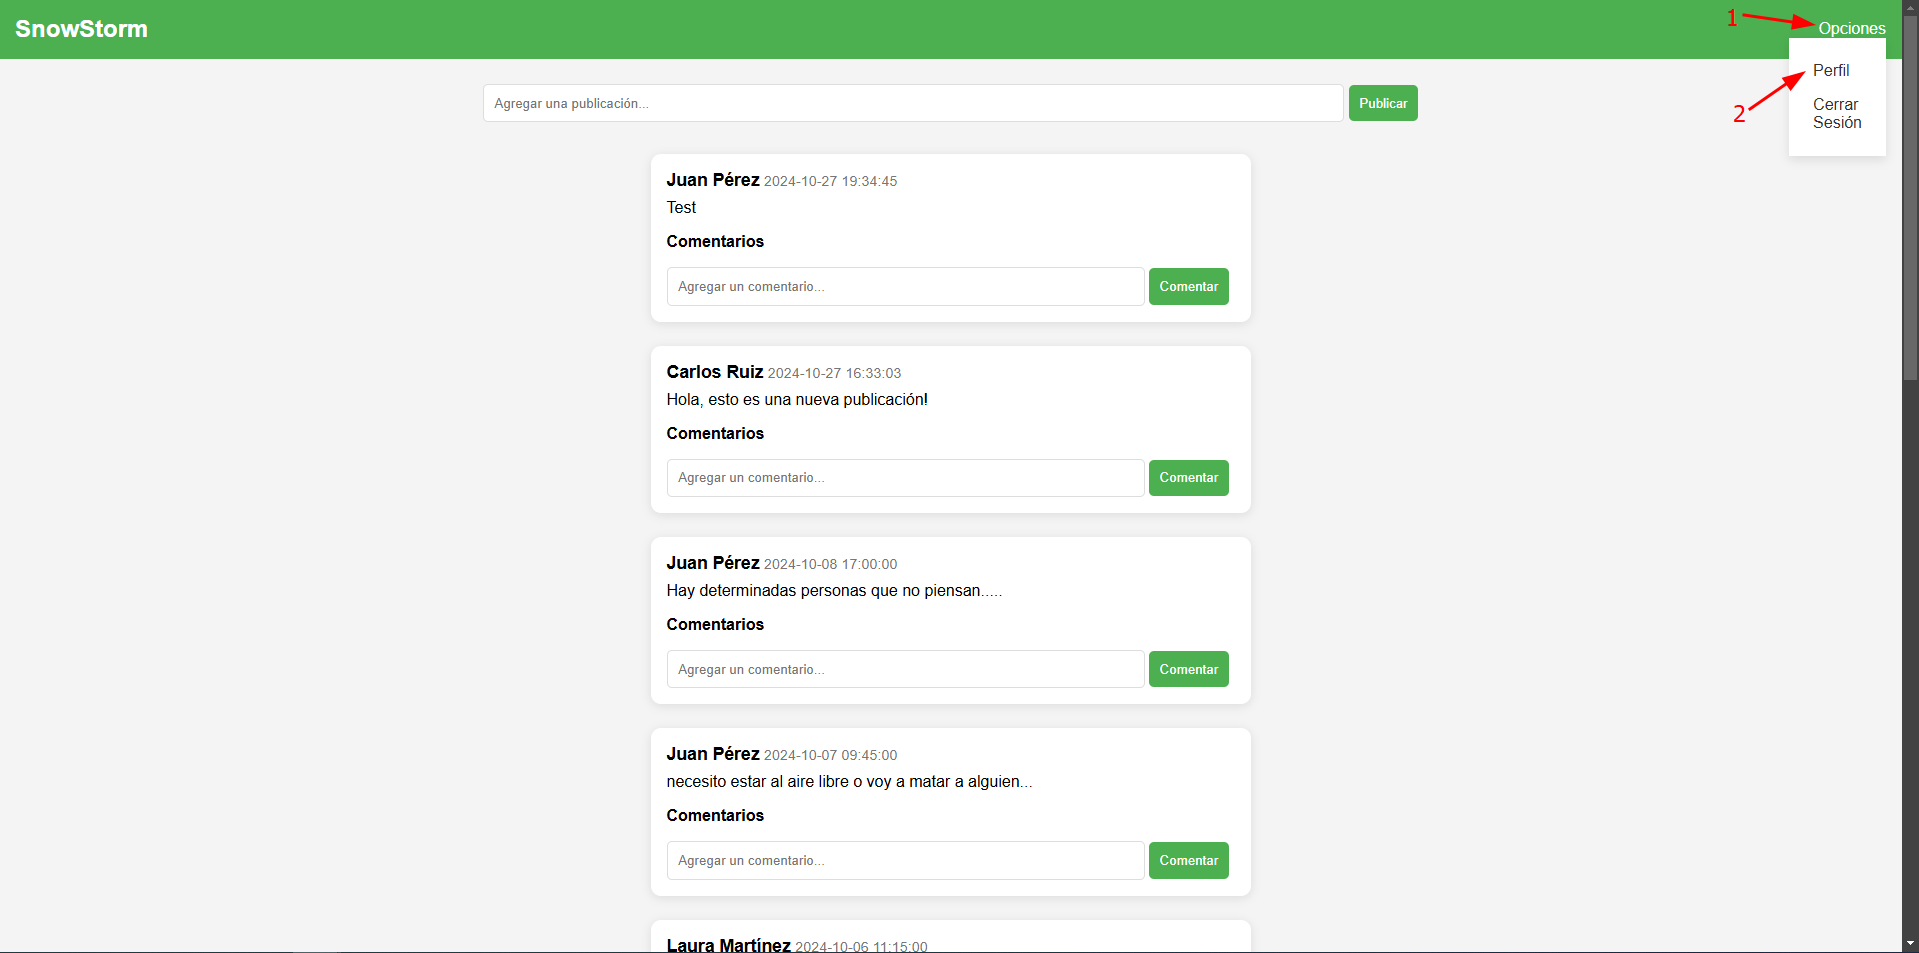 SnowStorm
1
Opciones
Perfil
2
Cerrar
Sesión
Agregar una publicación...
Publicar
Juan Pérez 2024-10-27 19:34:45
Test
Comentarios
Agregar un comentario...
Comentar
Carlos Ruiz 2024-10-27 16:33:03
Hola, esto es una nueva publicación!
Comentarios
Agregar un comentario...
Comentar
Juan Pérez 2024-10-08 17:00:00
Hay determinadas personas que no piensan.....
Comentarios
Agregar un comentario...
Comentar
Juan Pérez 2024-10-07 09:45:00
necesito estar al aire libre o voy a matar a alguien...
Comentarios
Agregar un comentario...
Comentar
Laura Martínez 2024-10-06 11:15:00